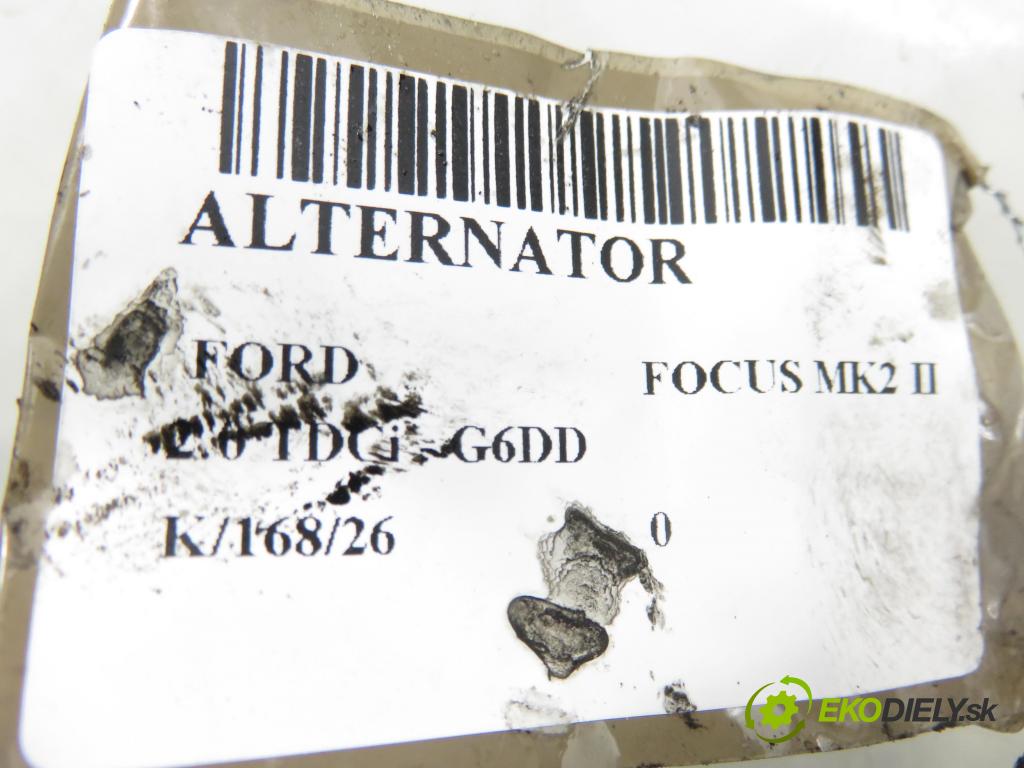 ALTERNATOR
FORD FOCUS MK2 II
2.0 TDCi - G6DD
K/168/26 0
EKODIELY.sk